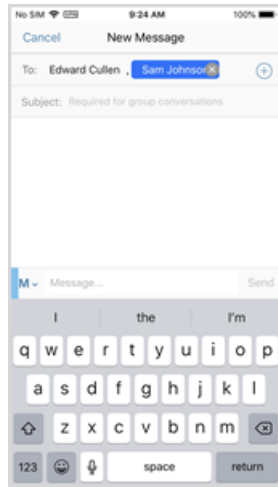 No SIM 9:24 AM 100%
Cancel New Message
To: Edward Cullen , Sam Johnson
Subject: Required for group conversations
M Message... Send
I the I'm
q w e r t y u i o p
a s d f g h j k l
z x c v b n m
123 space return